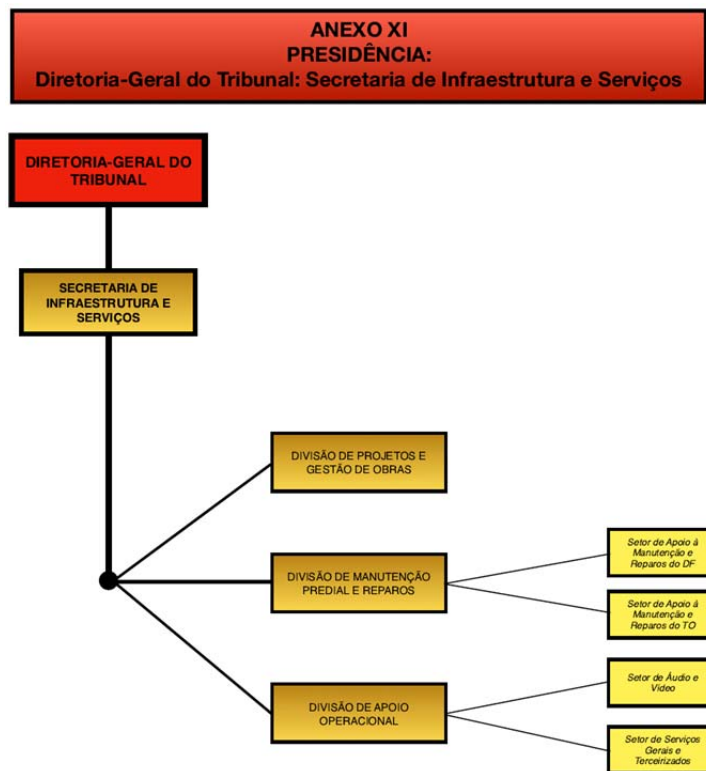 ANEXO XI
PRESIDÊNCIA:
Diretoria-Geral do Tribunal: Secretaria de Infraestrutura e Serviços
DIRETORIA-GERAL DO
TRIBUNAL
SECRETARIA DE
INFRAESTRUTURA E
SERVIÇOS
DIVISÃO DE PROJETOS E
GESTÃO DE OBRAS
DIVISÃO DE MANUTENÇÃO
PREDIAL E REPAROS
Setor de Apoio à
Manutenção e
Reparos do DF
Setor de Apoio à
Manutenção e
Reparos do TO
DIVISÃO DE APOIO
OPERACIONAL
Setor de Áudio e
Vídeo
Setor de Serviços
Gerais e
Terceirizados